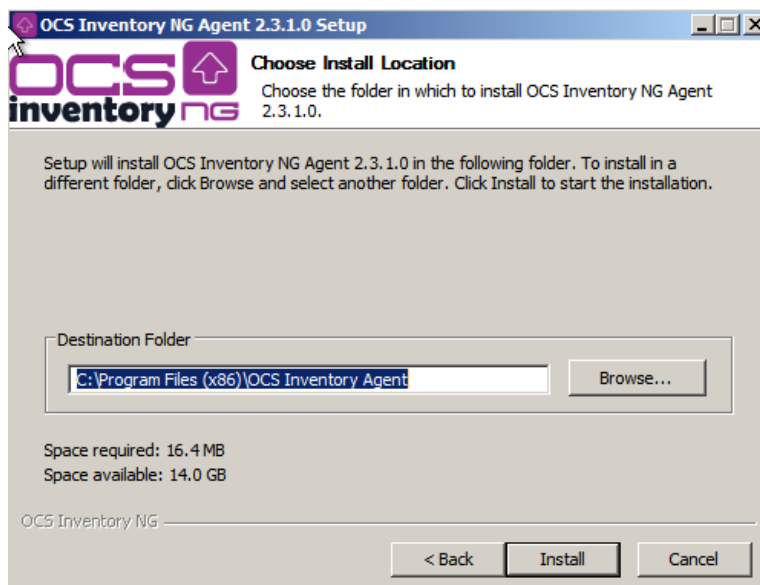 OCS Inventory NG Agent 2.3.1.0 Setup
OCS
inventory NG
Choose Install Location
Choose the folder in which to install OCS Inventory NG Agent
2.3.1.0.
Setup will install OCS Inventory NG Agent 2.3.1.0 in the following folder. To install in a
different folder, click Browse and select another folder. Click Install to start the installation.
Destination Folder
C:\Program Files (x86)\OCS Inventory Agent
Browse...
Space required: 16.4 MB
Space available: 14.0 GB
OCS Inventory NG
< Back
Install
Cancel